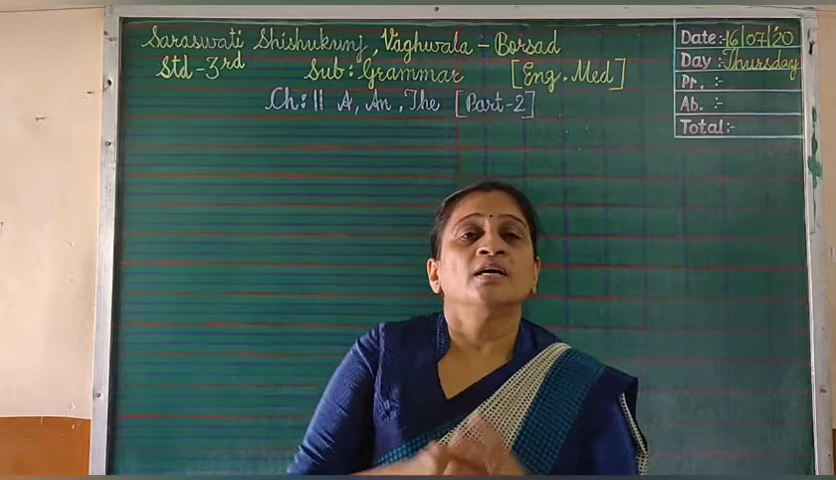 Saraswati Shishukunj, Vaghwala - Borsad
Std - 3rd Sub : Grammar [Eng. Med]
Ch : 11 A, An, The [Part-2]
Date :- 16/07/'20
Day :- Thursday
Pr. :-
Ab. :-
Total:-